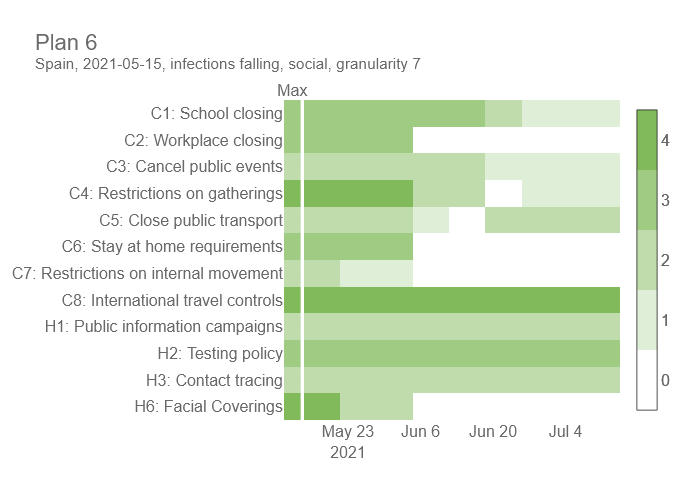 Plan 6
Spain, 2021-05-15, infections falling, social, granularity 7
Max
C1: School closing
C2: Workplace closing
C3: Cancel public events
C4: Restrictions on gatherings
C5: Close public transport
C6: Stay at home requirements
C7: Restrictions on internal movement
C8: International travel controls
H1: Public information campaigns
H2: Testing policy
H3: Contact tracing
H6: Facial Coverings
4
3
2
1
0
May 23 Jun 6 Jun 20 Jul 4
2021